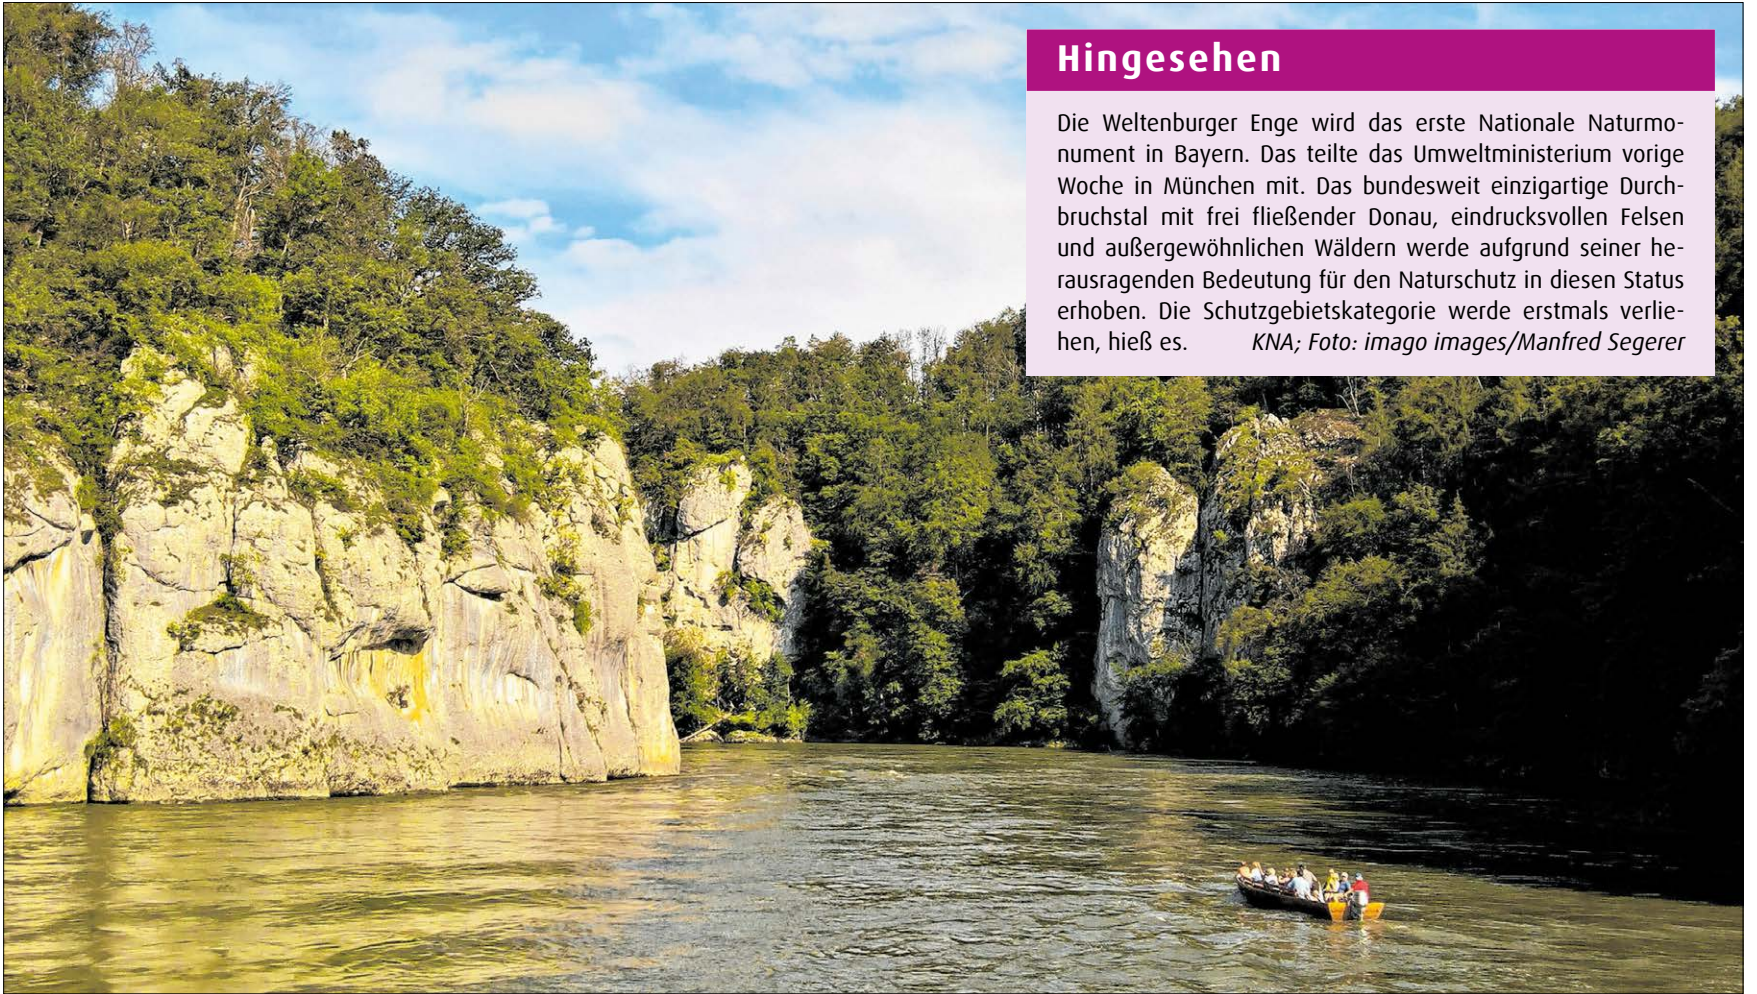 Hingesehen
Die Weltenburger Enge wird das erste Nationale Naturmo-
nument in Bayern. Das teilte das Umweltministerium vorige
Woche in München mit. Das bundesweit einzigartige Durch-
bruchstal mit frei fließender Donau, eindrucksvollen Felsen
und außergewöhnlichen Wäldern werde aufgrund seiner he-
rausragenden Bedeutung für den Naturschutz in diesen Status
erhoben. Die Schutzgebietskategorie werde erstmals verlie-
hen, hieß es. KNA; Foto: imago images/Manfred Segerer